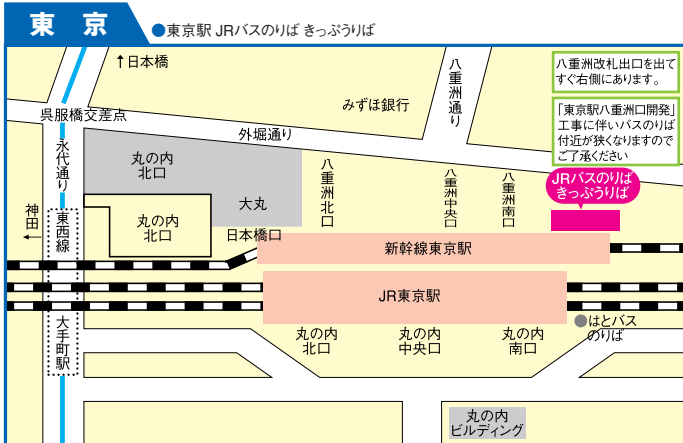 東京
●東京駅 JRバスのりば きっぷうりば
↑日本橋
八重洲通り
八重洲改札出口を出て
すぐ右側にあります。
みずほ銀行
「東京駅八重洲口開発」
工事に伴いバスのりば
付近が狭くなりますので
ご了承ください
呉服橋交差点
外堀通り
永代通り
丸の内
北口
八重洲北口
八重洲中央口
八重洲南口
JRバスのりば
きっぷうりば
大丸
神田
←
東西線
丸の内
北口
日本橋口
新幹線東京駅
JR東京駅
大手町駅
●はとバス
のりば
丸の内
北口
丸の内
中央口
丸の内
南口
丸の内
ビルディング